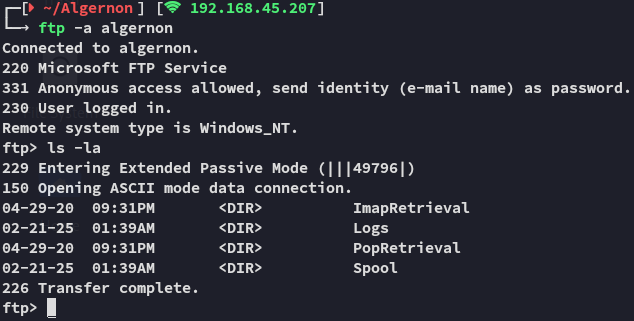 [ ~/Algernon ] [ 192.168.45.207]
ftp -a algernon
Connected to algernon.
220 Microsoft FTP Service
331 Anonymous access allowed, send identity (e-mail name) as password.
230 User logged in.
Remote system type is Windows_NT.
ftp> ls -la
229 Entering Extended Passive Mode (|||49796|)
150 Opening ASCII mode data connection.
04-29-20  09:31PM       <DIR>          ImapRetrieval
02-21-25  01:39AM       <DIR>          Logs
04-29-20  09:31PM       <DIR>          PopRetrieval
02-21-25  01:39AM       <DIR>          Spool
226 Transfer complete.
ftp>